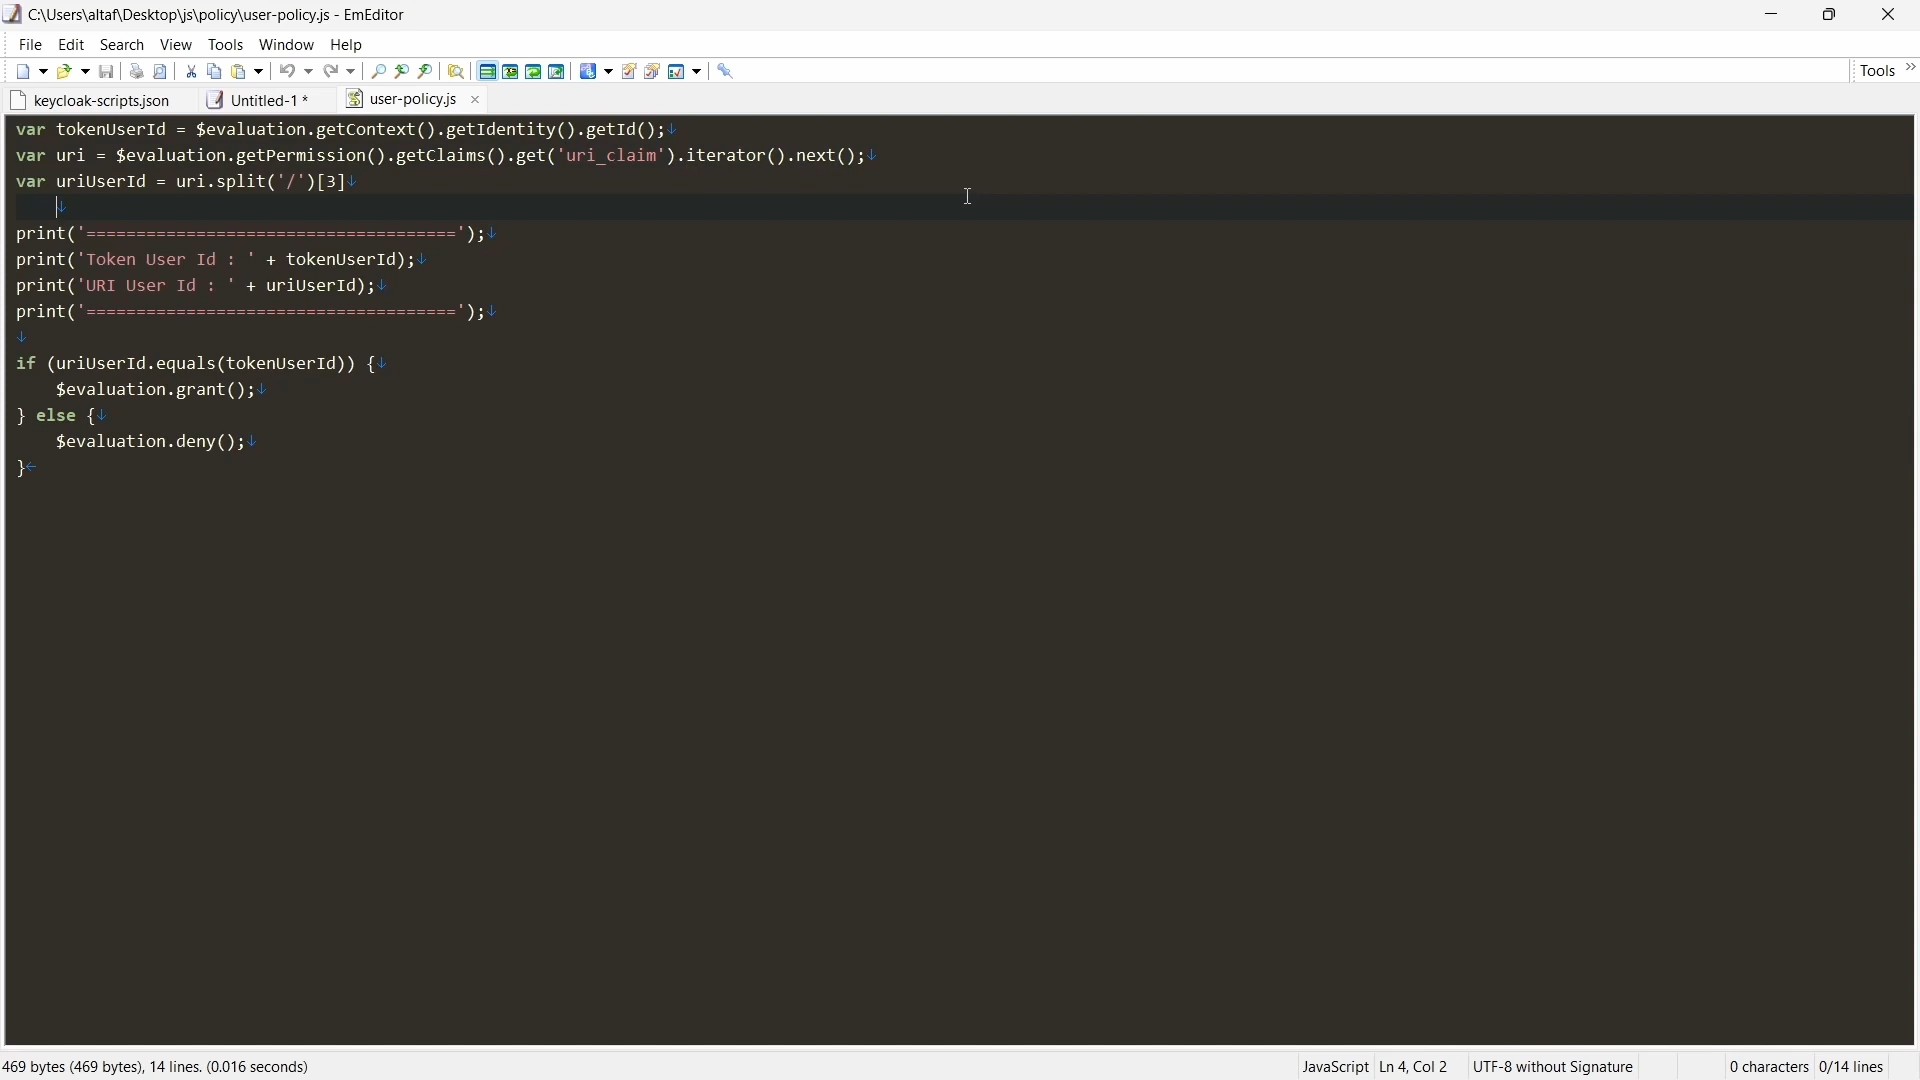 C:\Users\altaf\Desktop\js\policy\user-policy.js - EmEditor
File Edit Search View Tools Window Help
Tools »
keycloak-scripts.json Untitled-1 * user-policy.js ×
var tokenUserId = $evaluation.getContext().getIdentity().getId();↓
var uri = $evaluation.getPermission().getClaims().get('uri_claim').iterator().next();↓
var uriUserId = uri.split('/')[3]↓
↓
print('=====================================');↓
print('Token User Id : ' + tokenUserId);↓
print('URI User Id : ' + uriUserId);↓
print('=====================================');↓
↓
if (uriUserId.equals(tokenUserId)) {↓
    $evaluation.grant();↓
} else {↓
    $evaluation.deny();↓
}←
469 bytes (469 bytes), 14 lines. (0.016 seconds) JavaScript Ln 4, Col 2 UTF-8 without Signature 0 characters 0/14 lines